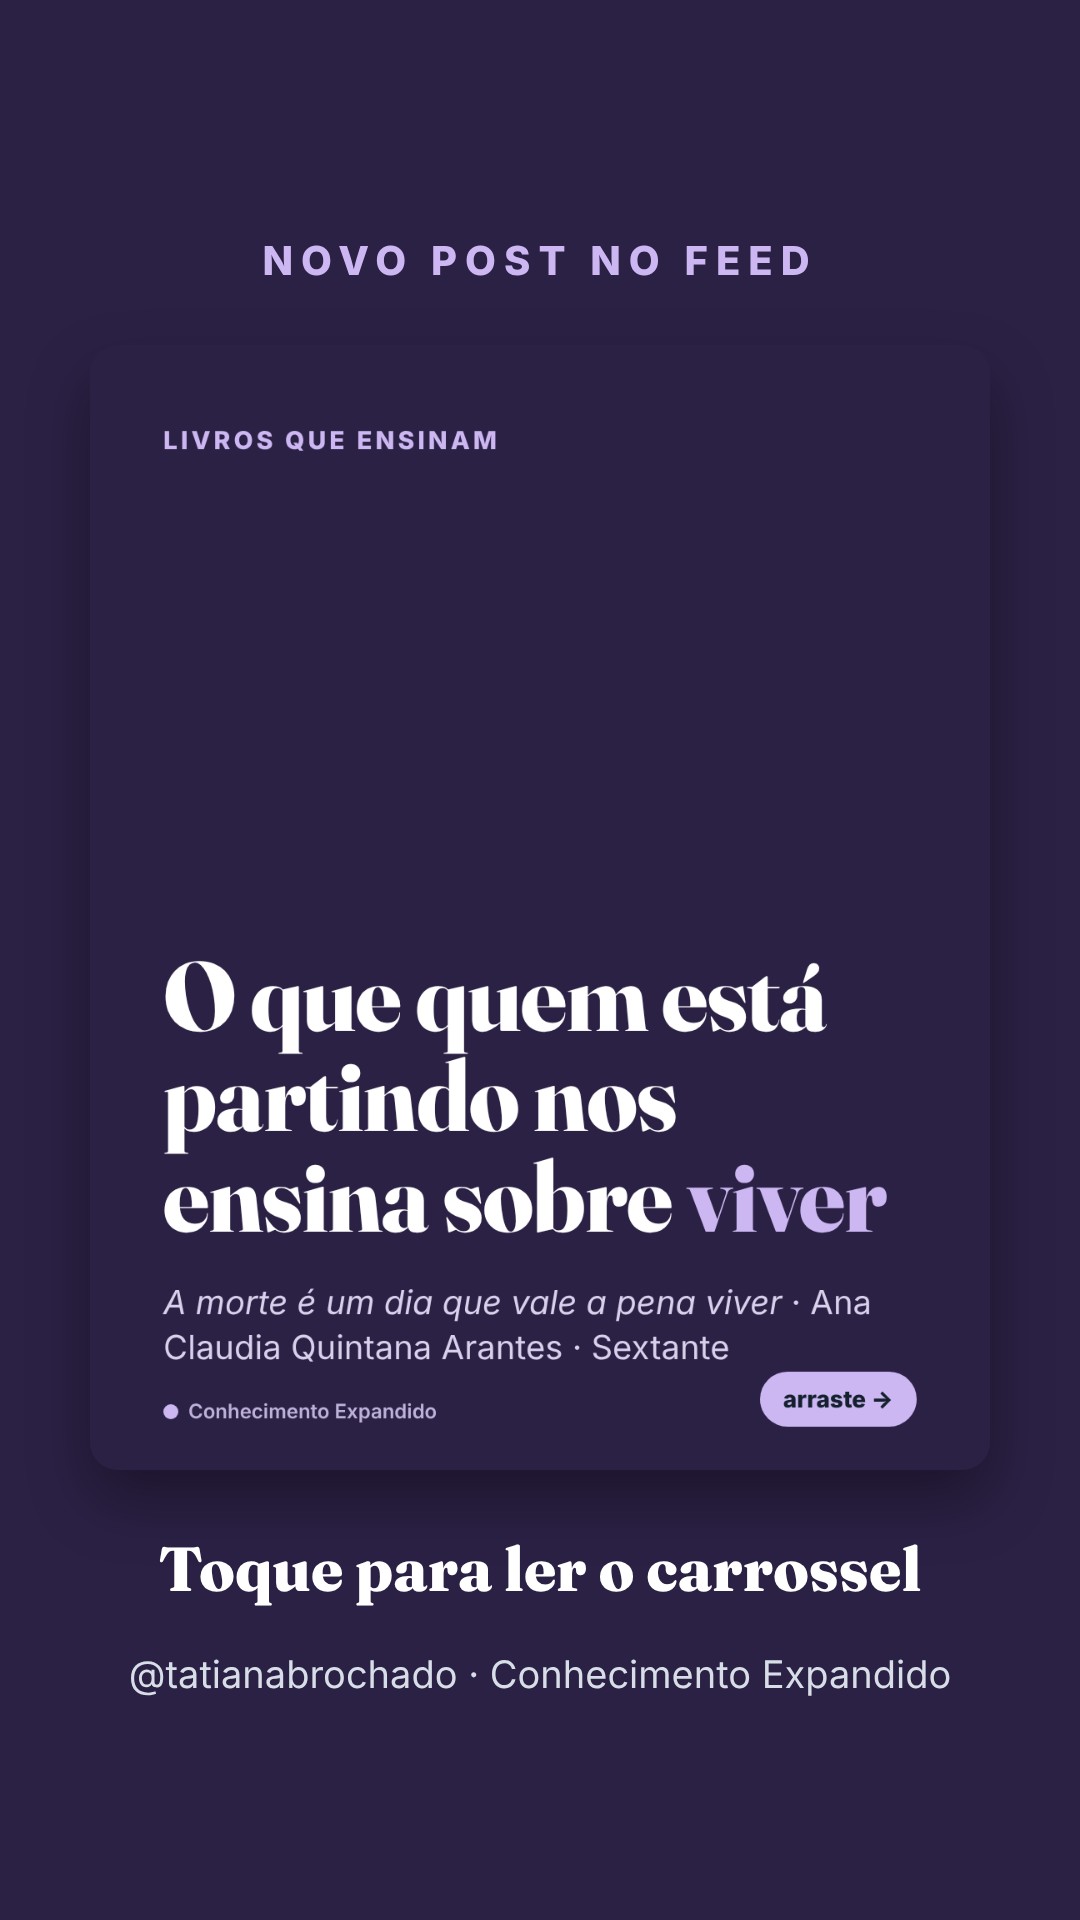 NOVO POST NO FEED
LIVROS QUE ENSINAM
O que quem está
partindo nos
ensina sobre viver
A morte é um dia que vale a pena viver · Ana
Claudia Quintana Arantes · Sextante
Conhecimento Expandido
arraste →
Toque para ler o carrossel
@tatianabrochado · Conhecimento Expandido